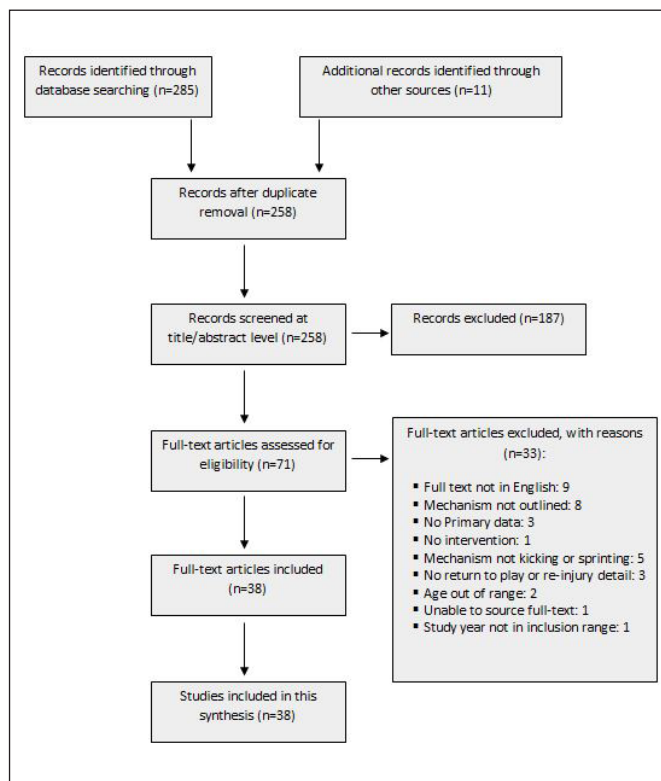 Records identified through
database searching (n=285)
Additional records identified through
other sources (n=11)
Records after duplicate
removal (n=258)
Records screened at
title/abstract level (n=258)
Records excluded (n=187)
Full-text articles assessed for
eligibility (n=71)
Full-text articles excluded, with reasons
(n=33):
▪ Full text not in English: 9
▪ Mechanism not outlined: 8
▪ No Primary data: 3
▪ No intervention: 1
▪ Mechanism not kicking or sprinting: 5
▪ No return to play or re-injury detail: 3
▪ Age out of range: 2
▪ Unable to source full-text: 1
▪ Study year not in inclusion range: 1
Full-text articles included
(n=38)
Studies included in this
synthesis (n=38)